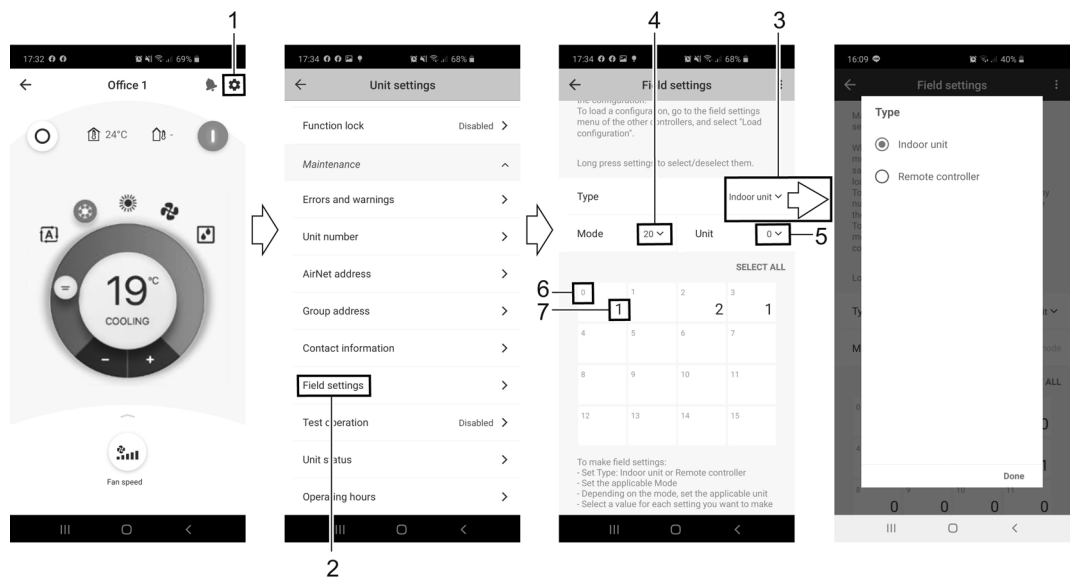 1
17:32
69%
Office 1
24°C
-
A
19°C
COOLING
-
+
Fan speed
17:34
68%
Unit settings
Function lock Disabled
Maintenance
Errors and warnings
Unit number
AirNet address
Group address
Contact information
Field settings
Test operation Disabled
Unit status
Operating hours
2
4
3
17:34
68%
Field settings
the configuration.
To load a configuration, go to the field settings
menu of the other controllers, and select "Load
configuration".
Long press settings to select/deselect them.
Type Indoor unit
Mode 20 Unit 0
5
SELECT ALL
6
7
0 1 2 3
1 2 1
4 5 6 7
8 9 10 11
12 13 14 15
To make field settings:
- Set Type: Indoor unit or Remote controller
- Set the applicable Mode
- Depending on the mode, set the applicable unit
- Select a value for each setting you want to make
16:09
40%
Field settings
Type
Indoor unit
Remote controller
Done
ALL
10 11
0 0 0 0